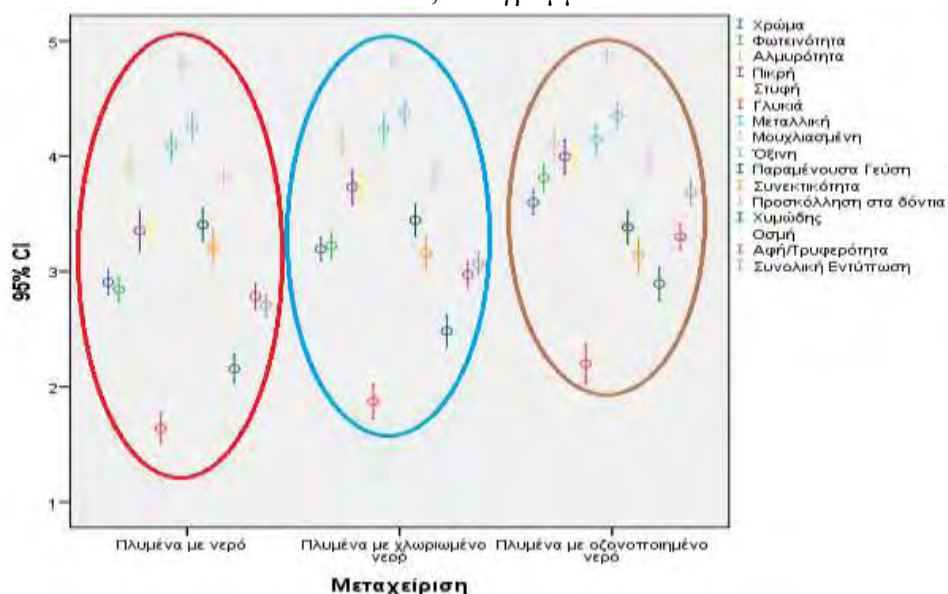 5
4
3
2
1
95% CI
Χρώμα
Φωτεινότητα
Αλμυρότητα
Πικρή
Στυφή
Γλυκιά
Μεταλλική
Μουχλιασμένη
Όξινη
Παραμένουσα Γεύση
Συνεκτικότητα
Προσκόλληση στα δόντια
Χυμώδης
Οσμή
Αφή/Τρυφερότητα
Συνολική Εντύπωση
Πλυμένα με νερό
Πλυμένα με χλωριωμένο
νερό
Πλυμένα με οζονοποιημένο
νερό
Μεταχείριση